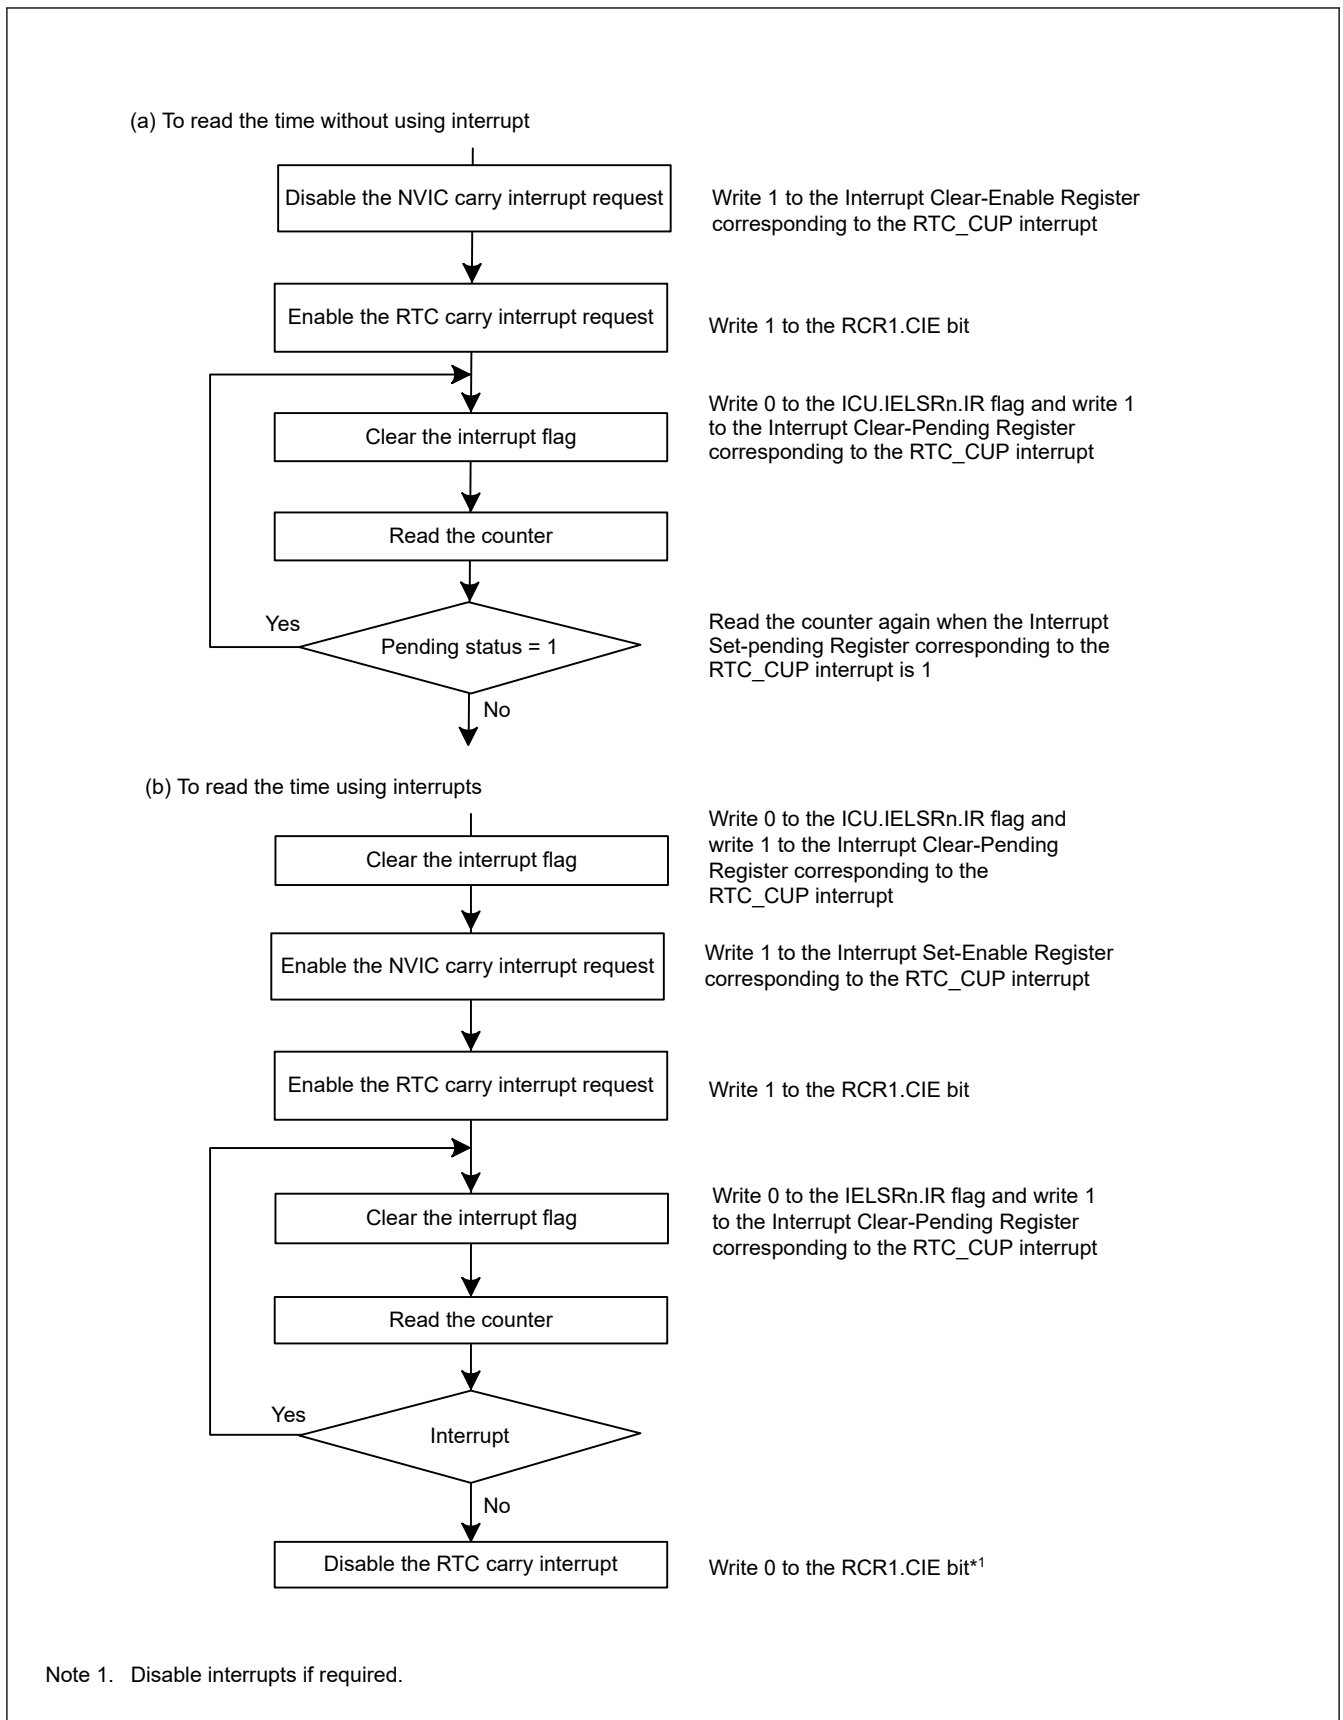 (a) To read the time without using interrupt
Disable the NVIC carry interrupt request
Write 1 to the Interrupt Clear-Enable Register
corresponding to the RTC_CUP interrupt
Enable the RTC carry interrupt request
Write 1 to the RCR1.CIE bit
Clear the interrupt flag
Write 0 to the ICU.IELSRn.IR flag and write 1
to the Interrupt Clear-Pending Register
corresponding to the RTC_CUP interrupt
Read the counter
Yes
Pending status = 1
Read the counter again when the Interrupt
Set-pending Register corresponding to the
RTC_CUP interrupt is 1
No
(b) To read the time using interrupts
Clear the interrupt flag
Write 0 to the ICU.IELSRn.IR flag and
write 1 to the Interrupt Clear-Pending
Register corresponding to the
RTC_CUP interrupt
Enable the NVIC carry interrupt request
Write 1 to the Interrupt Set-Enable Register
corresponding to the RTC_CUP interrupt
Enable the RTC carry interrupt request
Write 1 to the RCR1.CIE bit
Clear the interrupt flag
Write 0 to the IELSRn.IR flag and write 1
to the Interrupt Clear-Pending Register
corresponding to the RTC_CUP interrupt
Read the counter
Yes
Interrupt
No
Disable the RTC carry interrupt
Write 0 to the RCR1.CIE bit*1
Note 1. Disable interrupts if required.